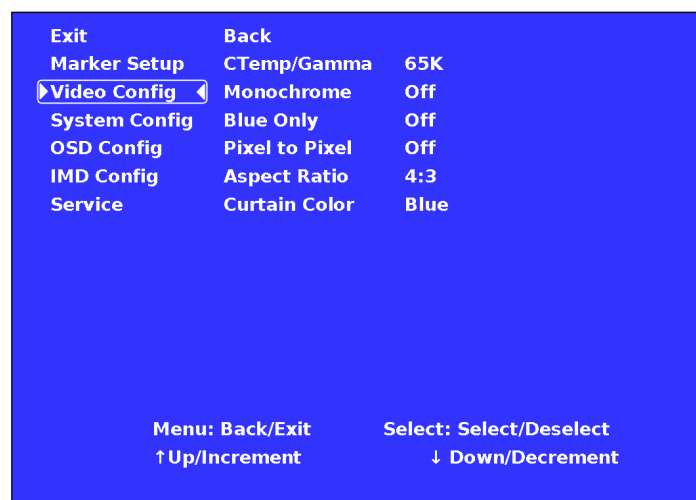 Exit Back
Marker Setup CTemp/Gamma 65K
Video Config Monochrome Off
System Config Blue Only Off
OSD Config Pixel to Pixel Off
IMD Config Aspect Ratio 4:3
Service Curtain Color Blue
Menu: Back/Exit Select: Select/Deselect
↑Up/Increment ↓ Down/Decrement